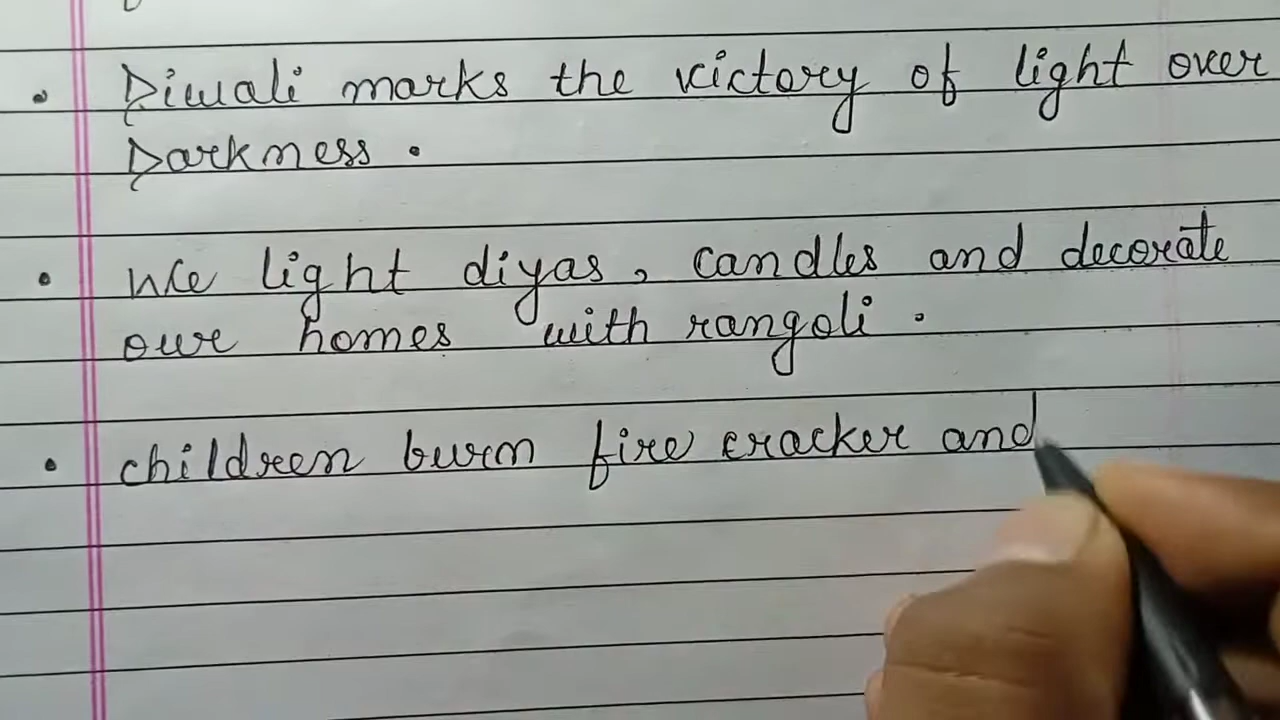 • Diwali marks the victory of light over
Darkness.
• We light diyas, candles and decorate
our homes with rangoli.
• children burn fire cracker and